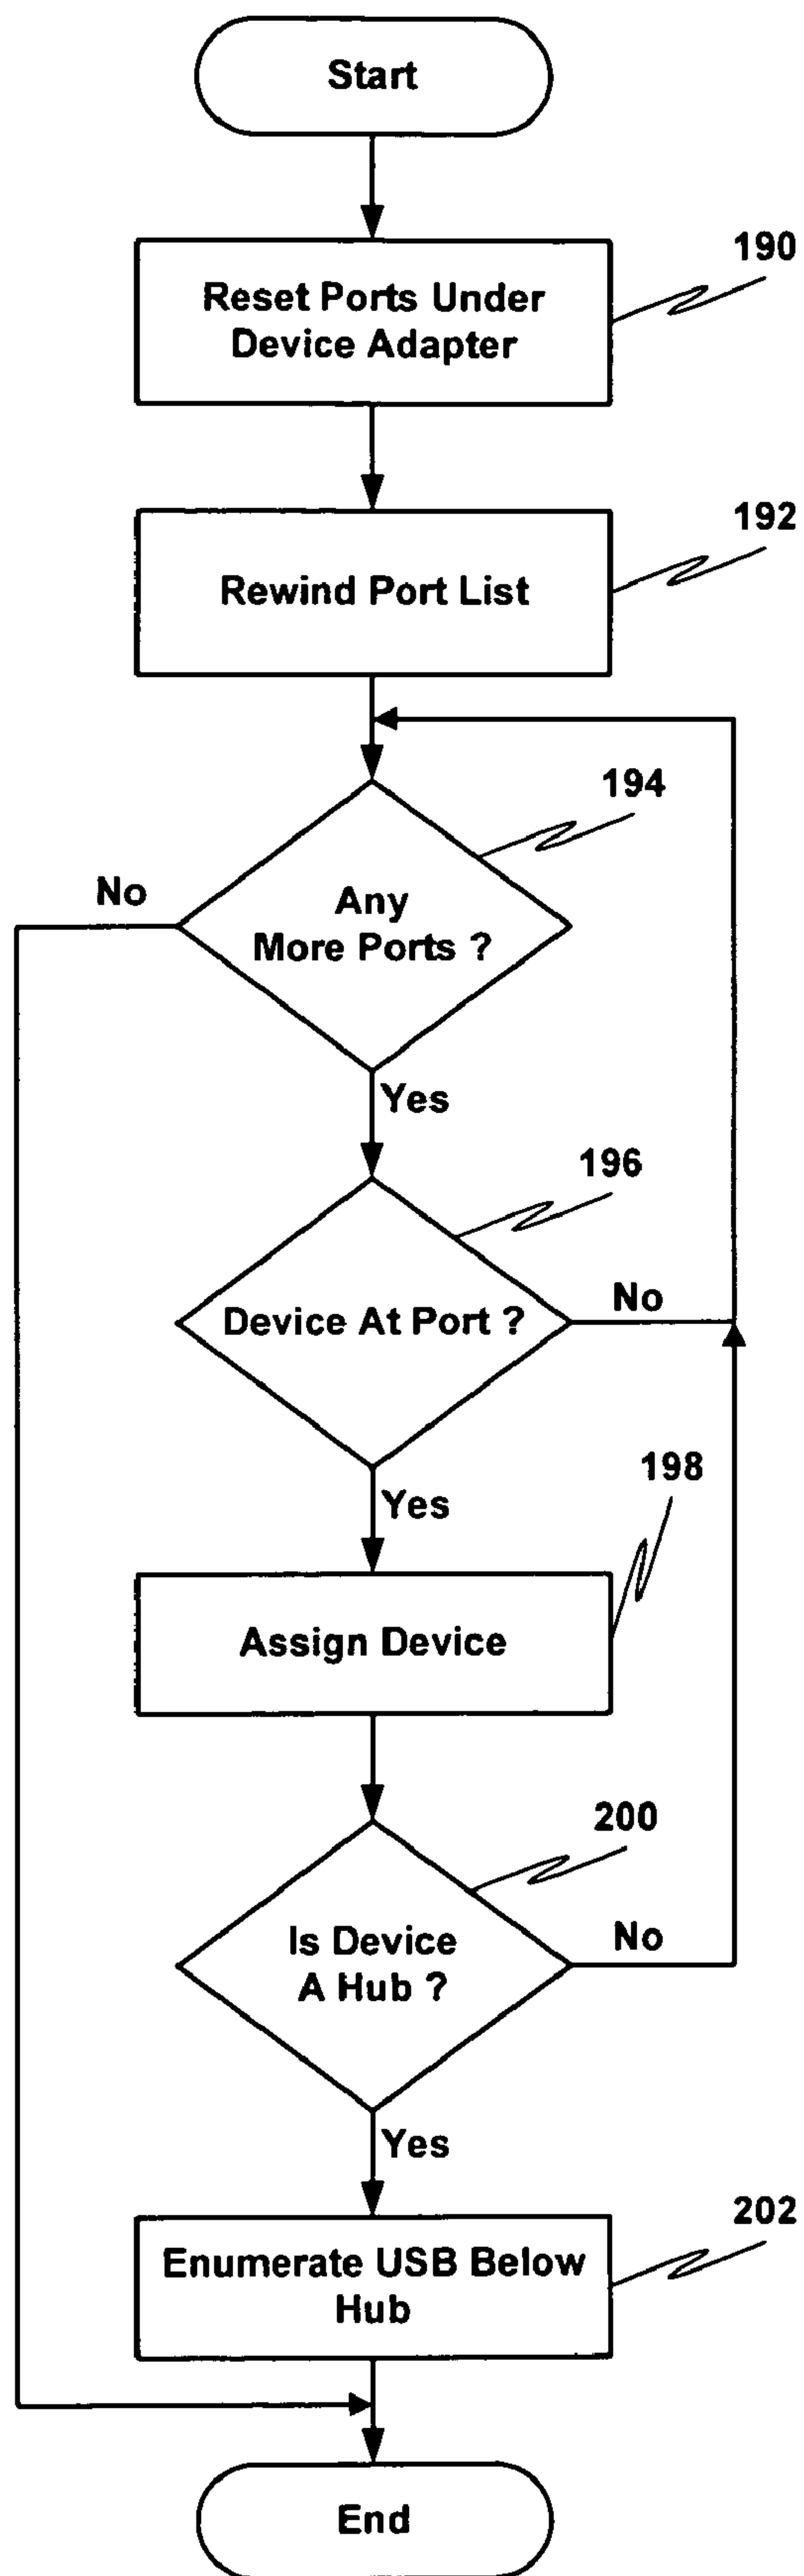 Start
190
Reset Ports Under
Device Adapter
192
Rewind Port List
194
No
Any
More Ports ?
Yes
196
Device At Port ?
No
198
Yes
Assign Device
200
Is Device
A Hub ?
No
Yes
202
Enumerate USB Below
Hub
End